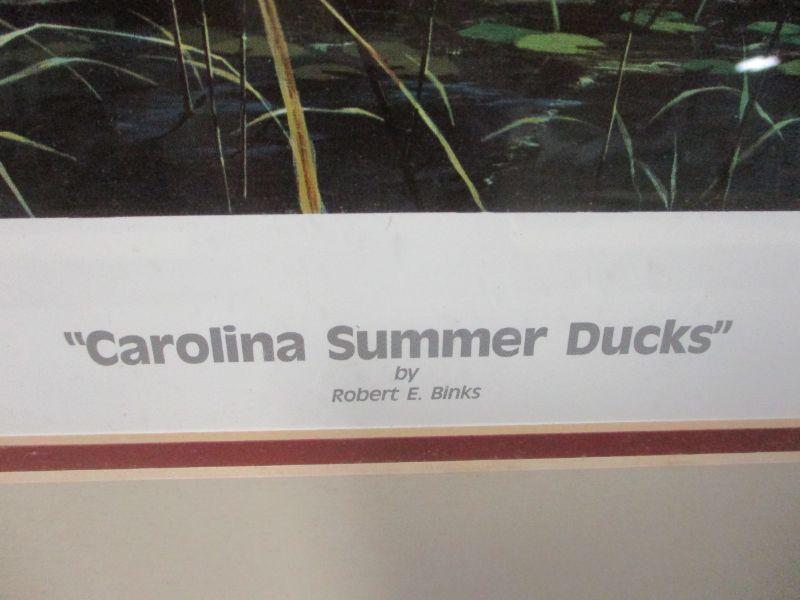 "Carolina Summer Ducks"
by
Robert E. Binks